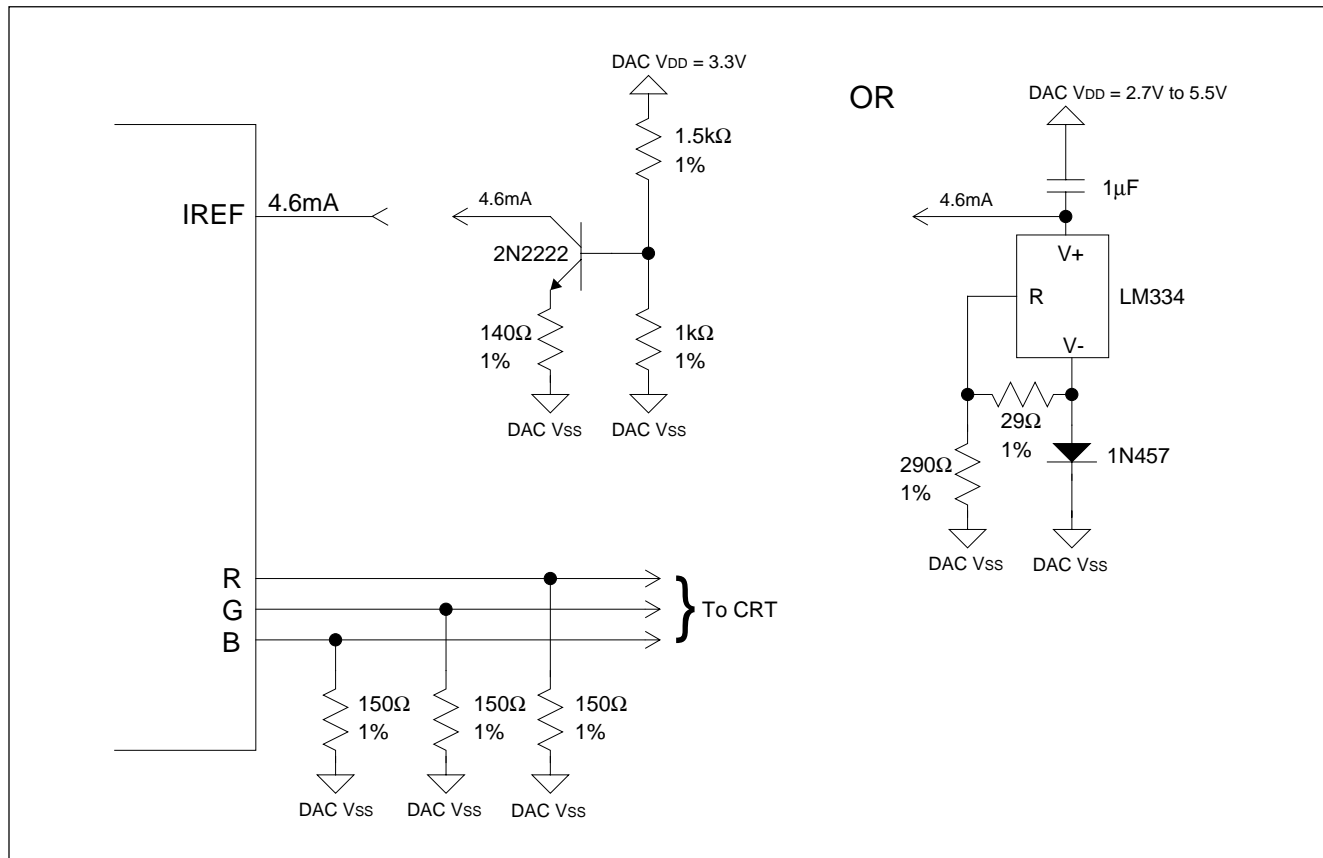 DAC VDD = 3.3V
OR
DAC VDD = 2.7V to 5.5V
1.5kΩ
1%
1µF
IREF
4.6mA
4.6mA
4.6mA
2N2222
V+
R
LM334
V-
140Ω
1%
1kΩ
1%
DAC VSS
DAC VSS
29Ω
1%
1N457
290Ω
1%
DAC VSS
DAC VSS
R
G
B
} To CRT
150Ω
1%
150Ω
1%
150Ω
1%
DAC VSS
DAC VSS
DAC VSS